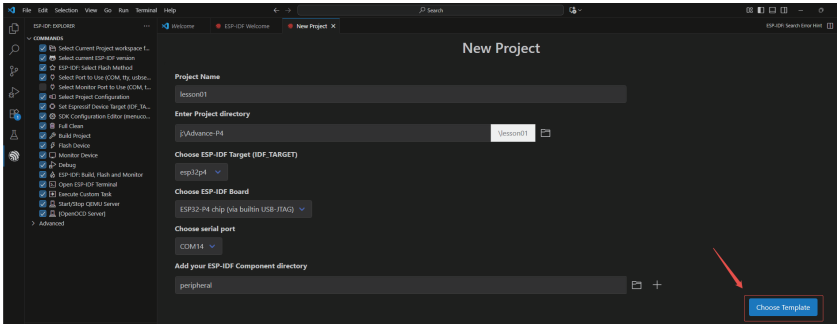 File Edit Selection View Go Run Terminal Help
Search
ESP-IDF: EXPLORER
Welcome
ESP-IDF Welcome
New Project
ESP-IDF: Search Error Hint
COMMANDS
Select Current Project workspace f...
Select current ESP-IDF version
ESP-IDF: Select Flash Method
Select Port to Use (COM, tty, usbse...
Select Monitor Port to Use (COM, t...
Select Project Configuration
Set Espressif Device Target (IDF_TA...
SDK Configuration Editor (menuco...
Full Clean
Build Project
Flash Device
Monitor Device
Debug
ESP-IDF: Build, Flash and Monitor
Open ESP-IDF Terminal
Execute Custom Task
Start/Stop QEMU Server
[OpenOCD Server]
Advanced
New Project
Project Name
lesson01
Enter Project directory
j:\Advance-P4
\lesson01
Choose ESP-IDF Target (IDF_TARGET)
esp32p4
Choose ESP-IDF Board
ESP32-P4 chip (via builtin USB-JTAG)
Choose serial port
COM14
Add your ESP-IDF Component directory
peripheral
Choose Template